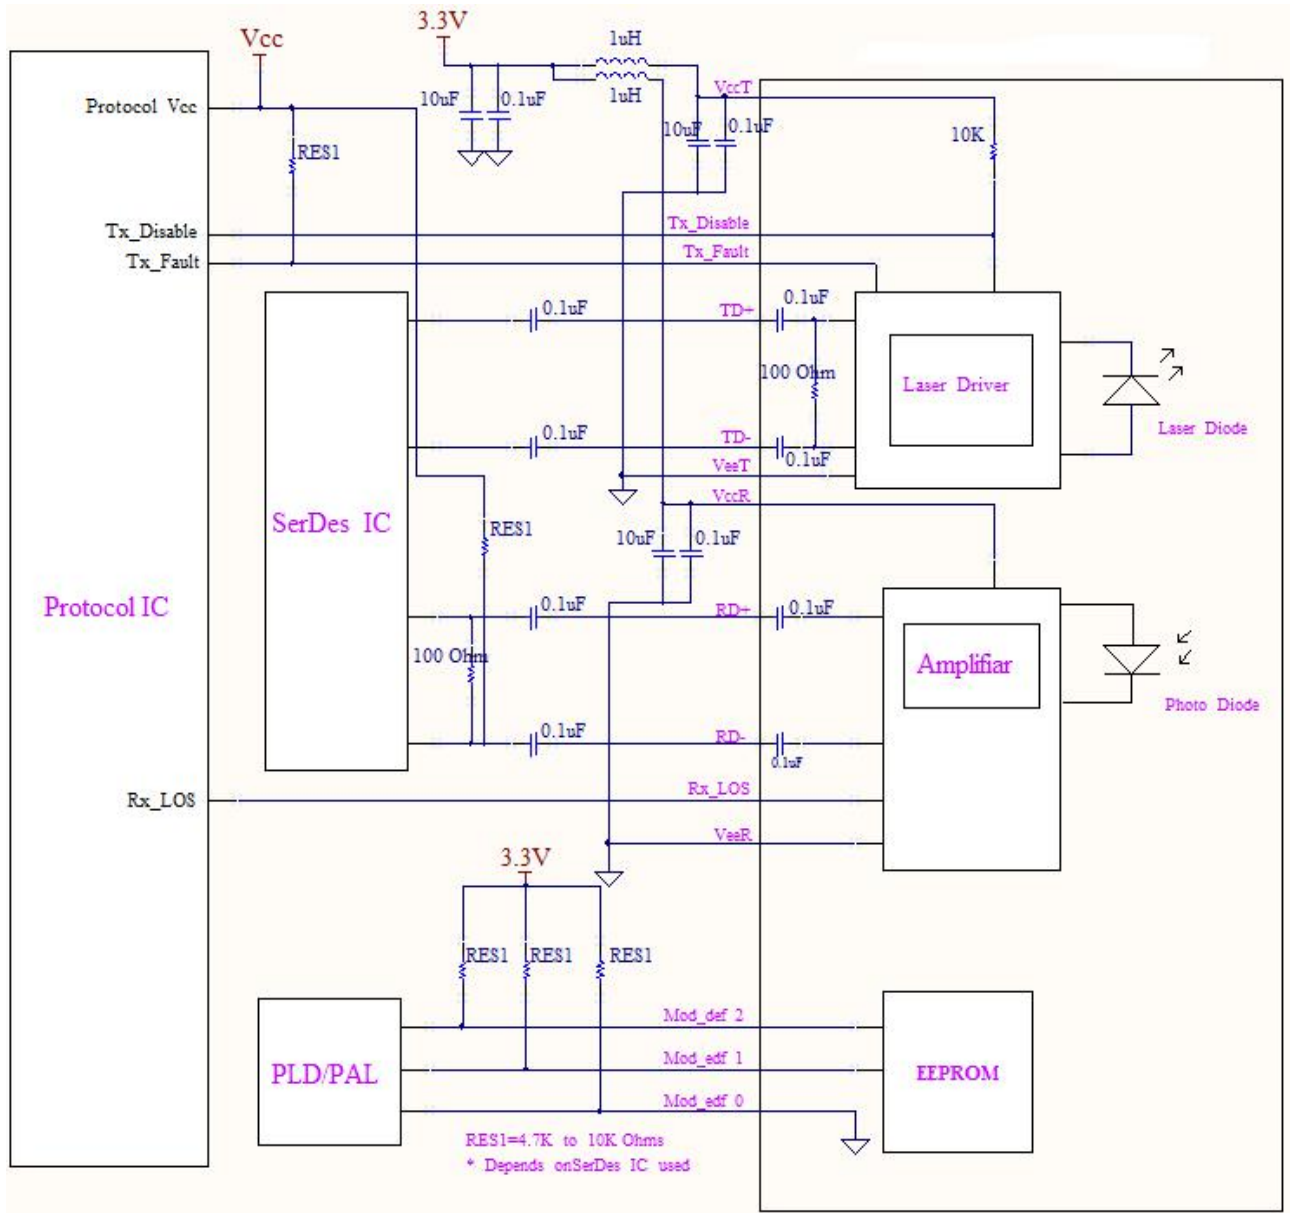 3.3V
Vcc
1uH
Protocol Vcc
10uF
0.1uF
1uH
VccT
RES1
10uF
0.1uF
10K
Tx_Disable
Tx_Disable
Tx_Fault
Tx_Fault
0.1uF
TD+
0.1uF
100 Ohm
Laser Driver
Laser Diode
0.1uF
TD-
0.1uF
VeeT
VccR
SerDes IC
RES1
10uF
0.1uF
Protocol IC
0.1uF
RD+
0.1uF
100 Ohm
Amplifiar
Photo Diode
0.1uF
RD-
0.1uF
Rx_LOS
Rx_LOS
VeeR
3.3V
RES1
RES1
RES1
Mod_def 2
Mod_edf 1
PLD/PAL
EEPROM
Mod_edf 0
RES1=4.7K to 10K Ohms
* Depends onSerDes IC used